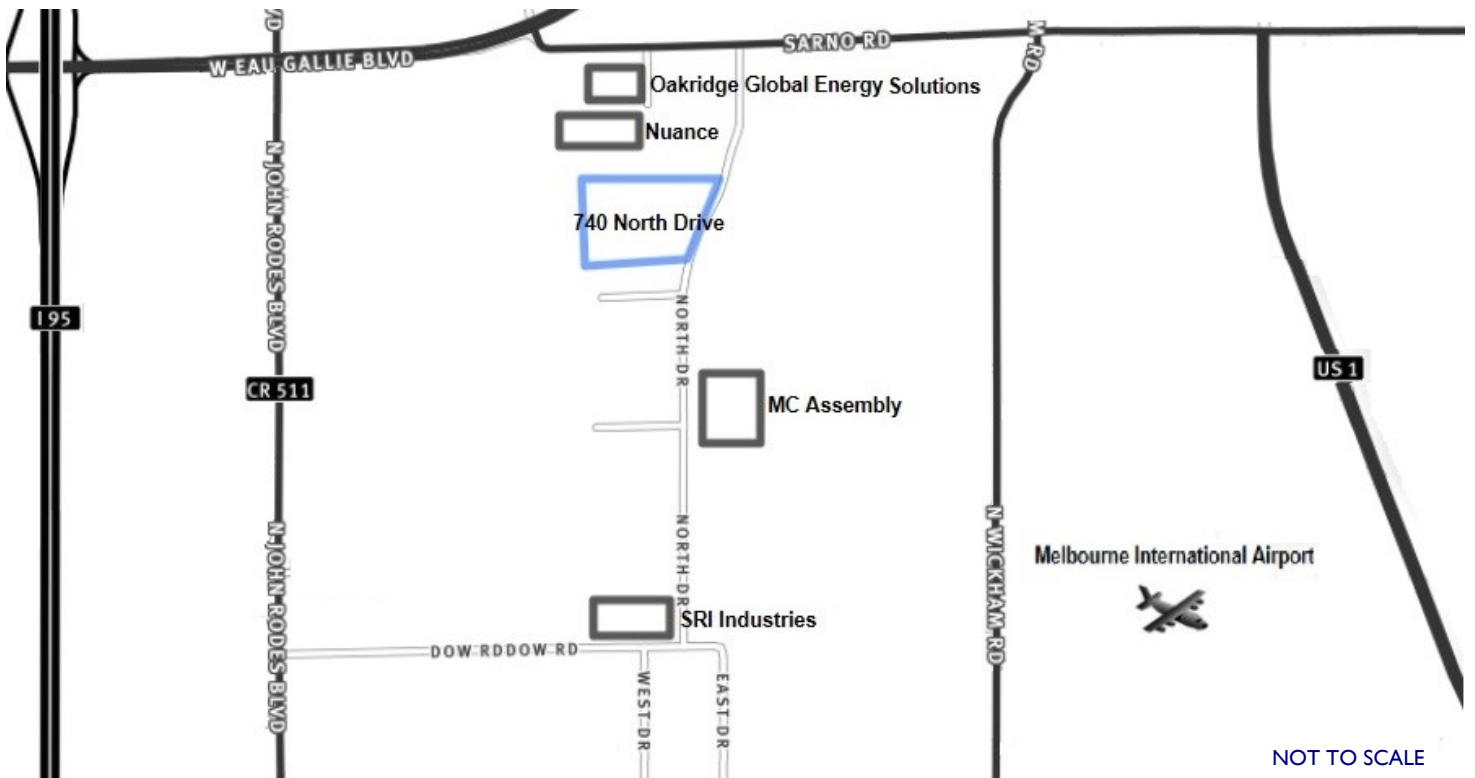 VD
W EAU GALLIE BLVD
SARNO RD
M RD
Oakridge Global Energy Solutions
Nuance
N JOHN RODES BLVD
740 North Drive
I 95
NORTH DR
US 1
CR 511
MC Assembly
N JOHN RODES BLVD
NORTH DR
N WICKHAM RD
Melbourne International Airport
SRI Industries
DOW RDDOW RD
WEST DR
EAST DR
NOT TO SCALE